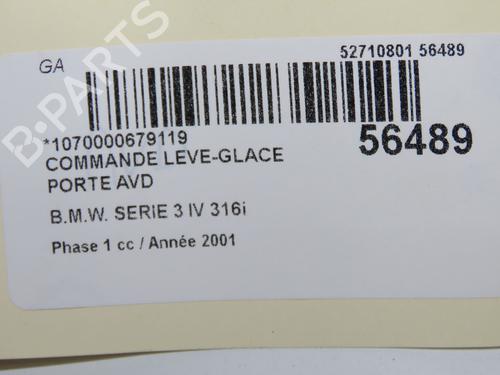 GA
52710801 56489
*1070000679119
56489
COMMANDE LEVE-GLACE
PORTE AVD
B.M.W. SERIE 3 IV 316i
Phase 1 cc / Année 2001
B-PARTS